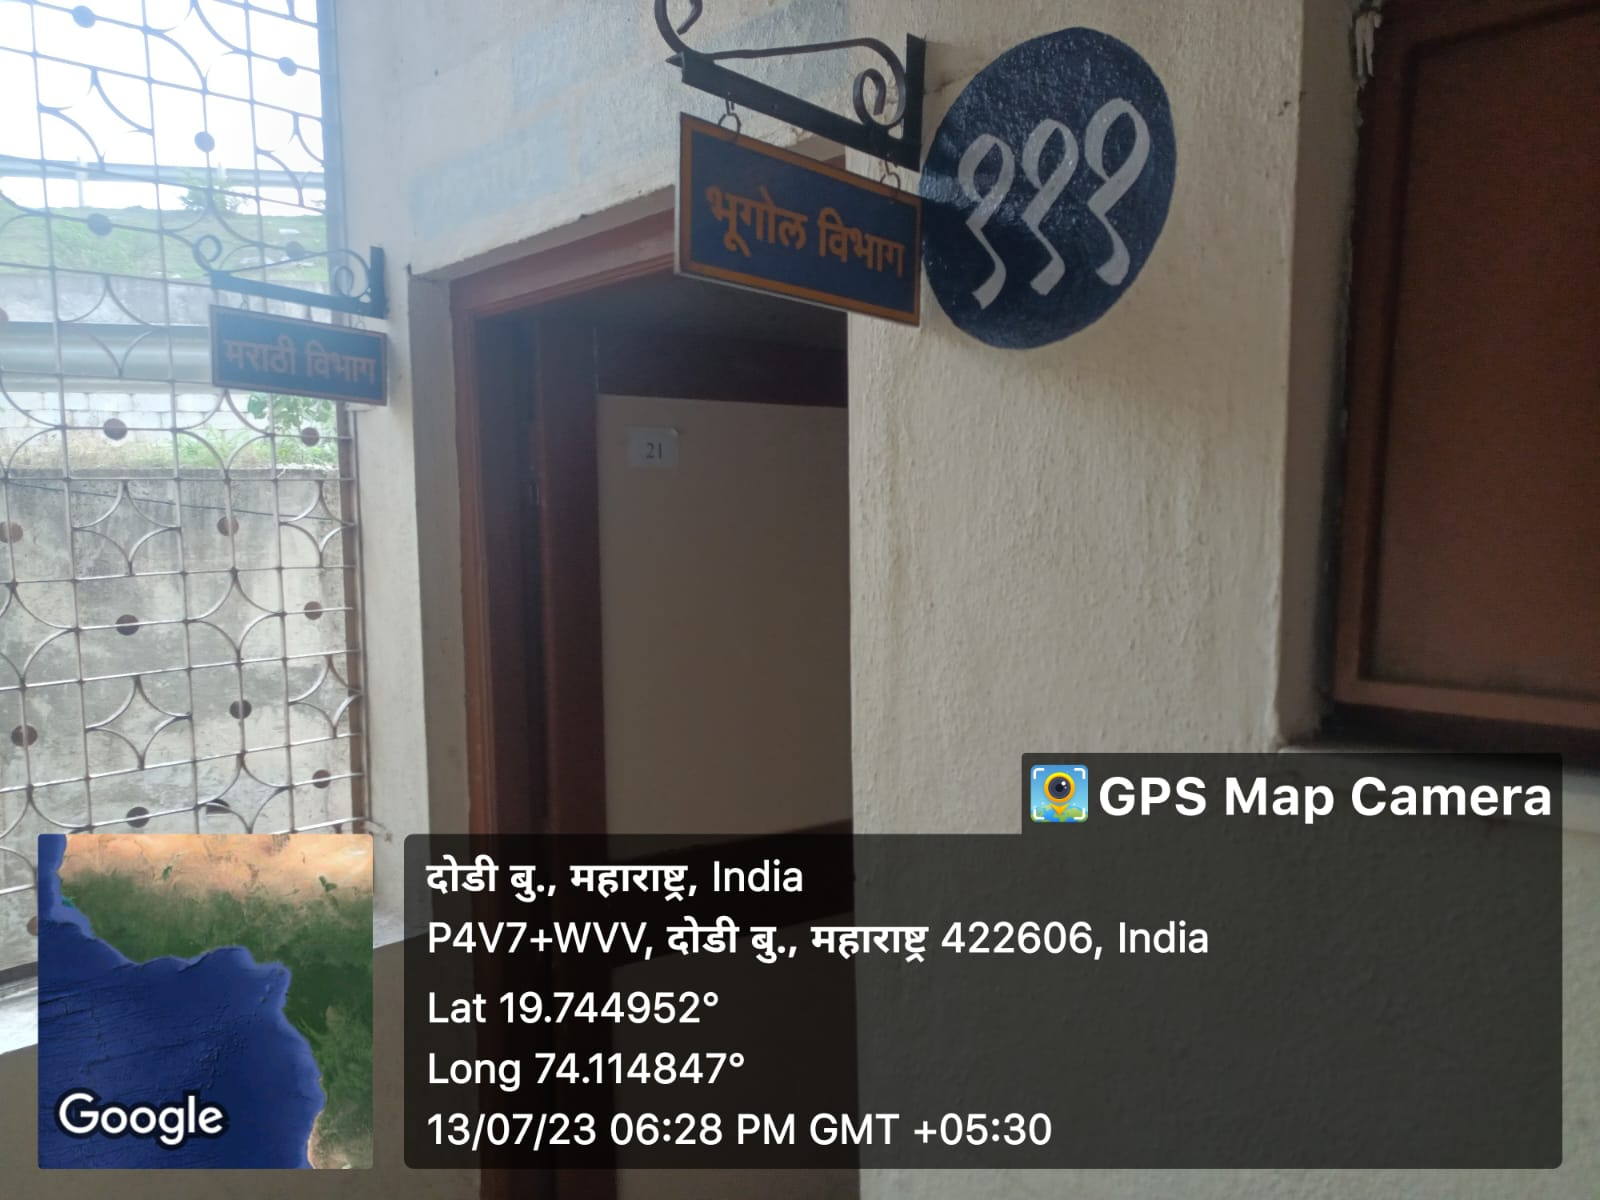 भूगोल विभाग
१११
मराठी विभाग
21
GPS Map Camera
दोडी बु., महाराष्ट्र, India
P4V7+WVV, दोडी बु., महाराष्ट्र 422606, India
Lat 19.744952°
Long 74.114847°
13/07/23 06:28 PM GMT +05:30
Google